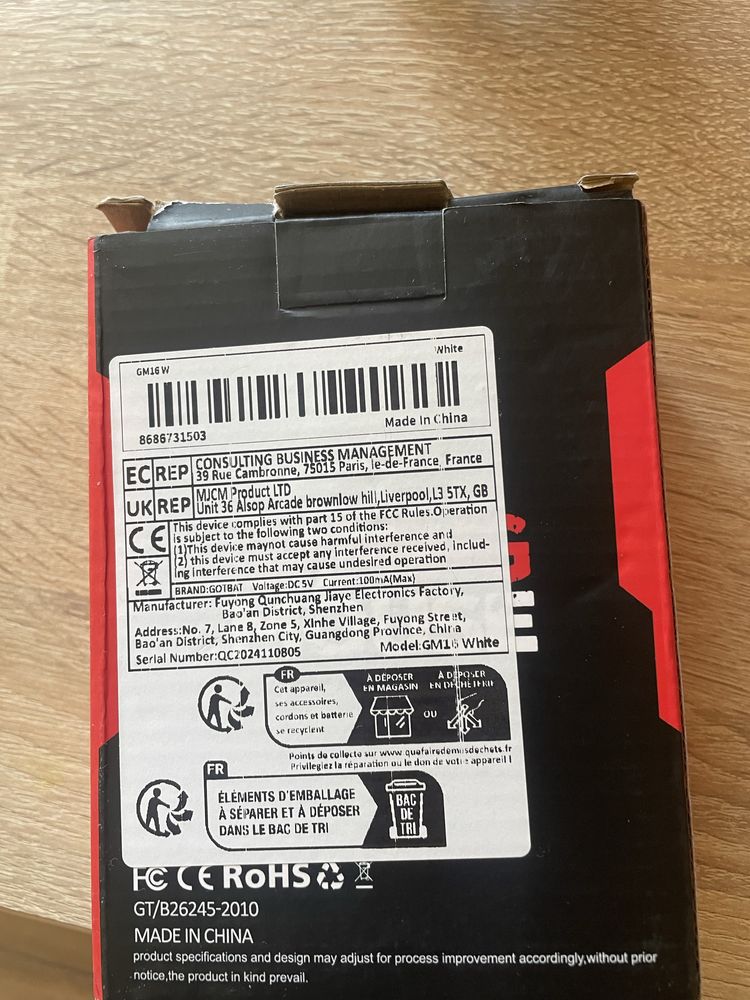 GM16 W
White
8686731503
Made In China
EC REP
CONSULTING BUSINESS MANAGEMENT
39 Rue Cambronne, 75015 Paris, Ie-de-France, France
UK REP
MJCM Product LTD
Unit 36 Alsop Arcade brownlow hill,Liverpool,L3 5TX, GB
CE
This device complies with part 15 of the FCC Rules.Operation
is subject to the following two conditions:
(1)This device maynot cause harmful interference and
(2) this device must accept any interference received, includ-
ing interference that may cause undesired operation
BRAND:GOTBAT Voltage:DC 5V Current:100mA(Max)
Manufacturer: Fuyong Qunchuang Jiaye Electronics Factory,
Bao'an District, Shenzhen
Address:No. 7, Lane 8, Zone 5, XInhe Village, Fuyong Street,
Bao'an District, Shenzhen City, Guangdong Province, China
Serial Number:QC2024110805
Model:GM16 White
FR
Cet appareil,
ses accessoires,
cordons et batterie
se recyclent
À DÉPOSER
EN MAGASIN
OU
À DÉPOSER
EN DÉCHÈTERIE
Points de collecte sur www.quefairedemesdechets.fr
Privilegiez la réparation ou le don de votre appareil !
FR
ÉLÉMENTS D'EMBALLAGE
À SÉPARER ET À DÉPOSER
DANS LE BAC DE TRI
BAC
DE
TRI
FC CE RoHS
GT/B26245-2010
MADE IN CHINA
product specifications and design may adjust for process improvement accordingly,without prior
notice,the product in kind prevail.